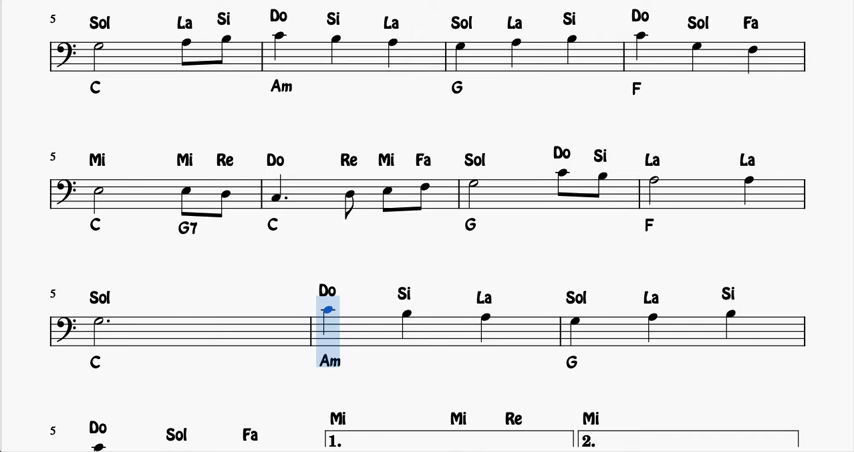 5 Sol La Si Do Si La Sol La Si Do Sol Fa
C Am G F
5 Mi Mi Re Do Re Mi Fa Sol Do Si La La
C G7 C G F
5 Sol Do Si La Sol La Si
C Am G
5 Do Sol Fa Mi Mi Re Mi
1. 2.